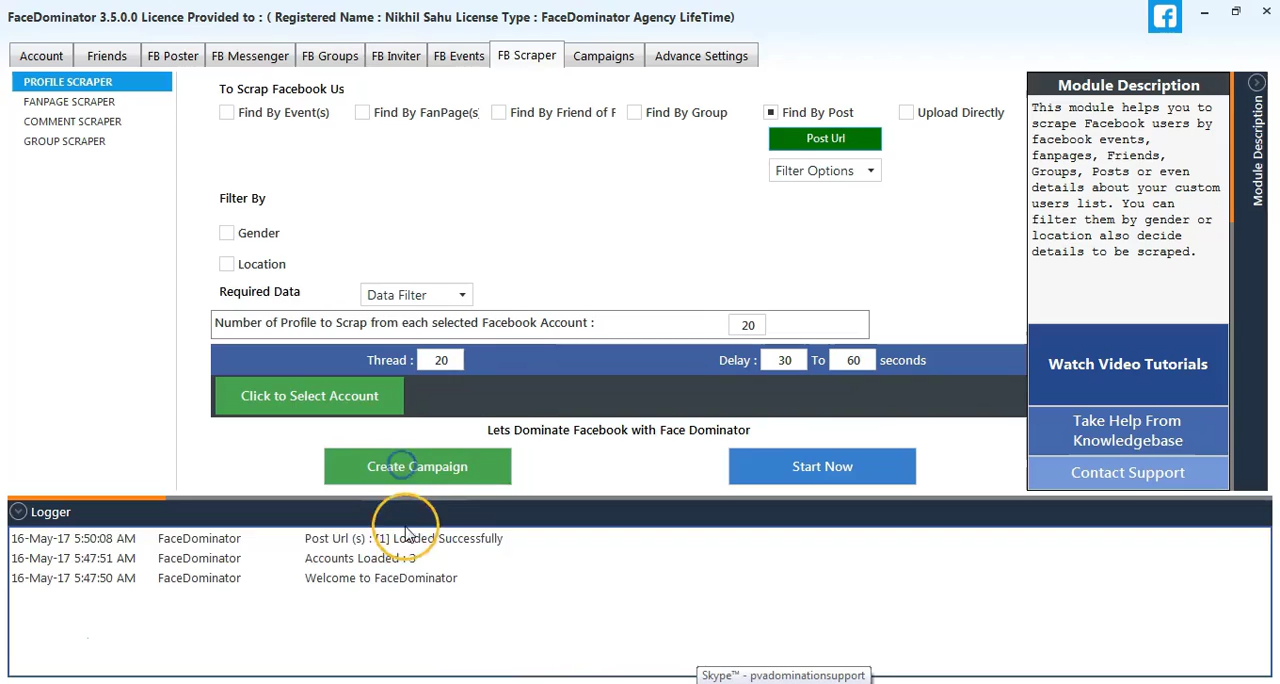 FaceDominator 3.5.0.0 Licence Provided to : ( Registered Name : Nikhil Sahu License Type : FaceDominator Agency LifeTime)
Account Friends FB Poster FB Messenger FB Groups FB Inviter FB Events FB Scraper Campaigns Advance Settings
PROFILE SCRAPER
FANPAGE SCRAPER
COMMENT SCRAPER
GROUP SCRAPER
To Scrap Facebook Us
Find By Event(s) Find By FanPage(s) Find By Friend of F Find By Group Find By Post Upload Directly
Post Url
Filter Options
Filter By
Gender
Location
Required Data Data Filter
Number of Profile to Scrap from each selected Facebook Account : 20
Thread : 20 Delay : 30 To 60 seconds
Click to Select Account
Lets Dominate Facebook with Face Dominator
Create Campaign Start Now
Module Description
This module helps you to
scrape Facebook users by
facebook events,
fanpages, Friends,
Groups, Posts or even
details about your custom
users list. You can
filter them by gender or
location also decide
details to be scraped.
Watch Video Tutorials
Take Help From
Knowledgebase
Contact Support
Module Description
Logger
16-May-17 5:50:08 AM FaceDominator Post Url (s) : [1] Loaded Successfully
16-May-17 5:47:51 AM FaceDominator Accounts Loaded : 3
16-May-17 5:47:50 AM FaceDominator Welcome to FaceDominator
Skype™ - pvadominationsupport